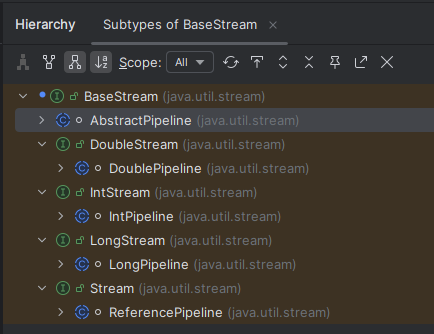 Hierarchy Subtypes of BaseStream
Scope: All
BaseStream (java.util.stream)
AbstractPipeline (java.util.stream)
DoubleStream (java.util.stream)
DoublePipeline (java.util.stream)
IntStream (java.util.stream)
IntPipeline (java.util.stream)
LongStream (java.util.stream)
LongPipeline (java.util.stream)
Stream (java.util.stream)
ReferencePipeline (java.util.stream)